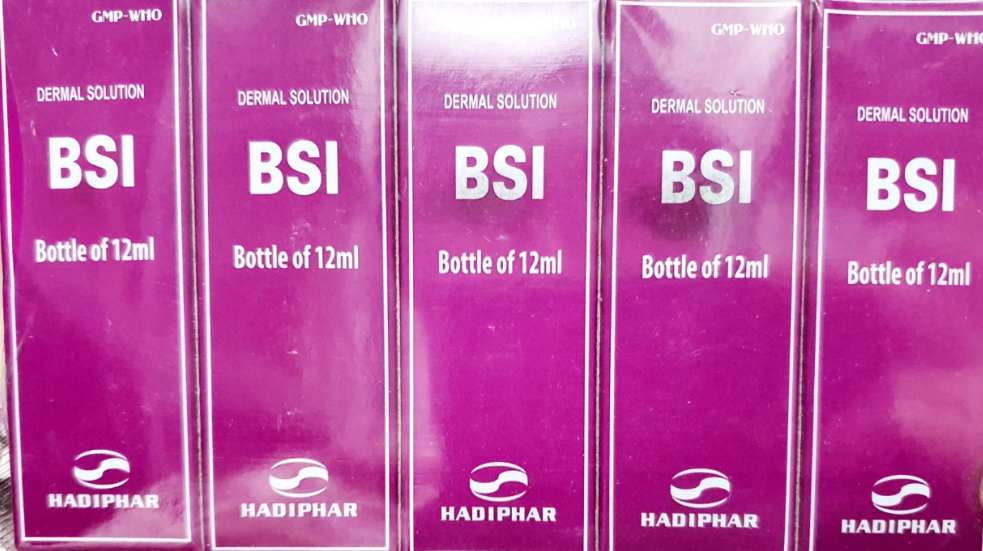 GMP-WHO
DERMAL SOLUTION
BSI
Bottle of 12ml
HADIPHAR
GMP-WHO
DERMAL SOLUTION
BSI
Bottle of 12ml
HADIPHAR
DERMAL SOLUTION
BSI
Bottle of 12ml
HADIPHAR
GMP-WHO
DERMAL SOLUTION
BSI
Bottle of 12ml
HADIPHAR
GMP-WHO
DERMAL SOLUTION
BSI
Bottle of 12ml
HADIPHAR